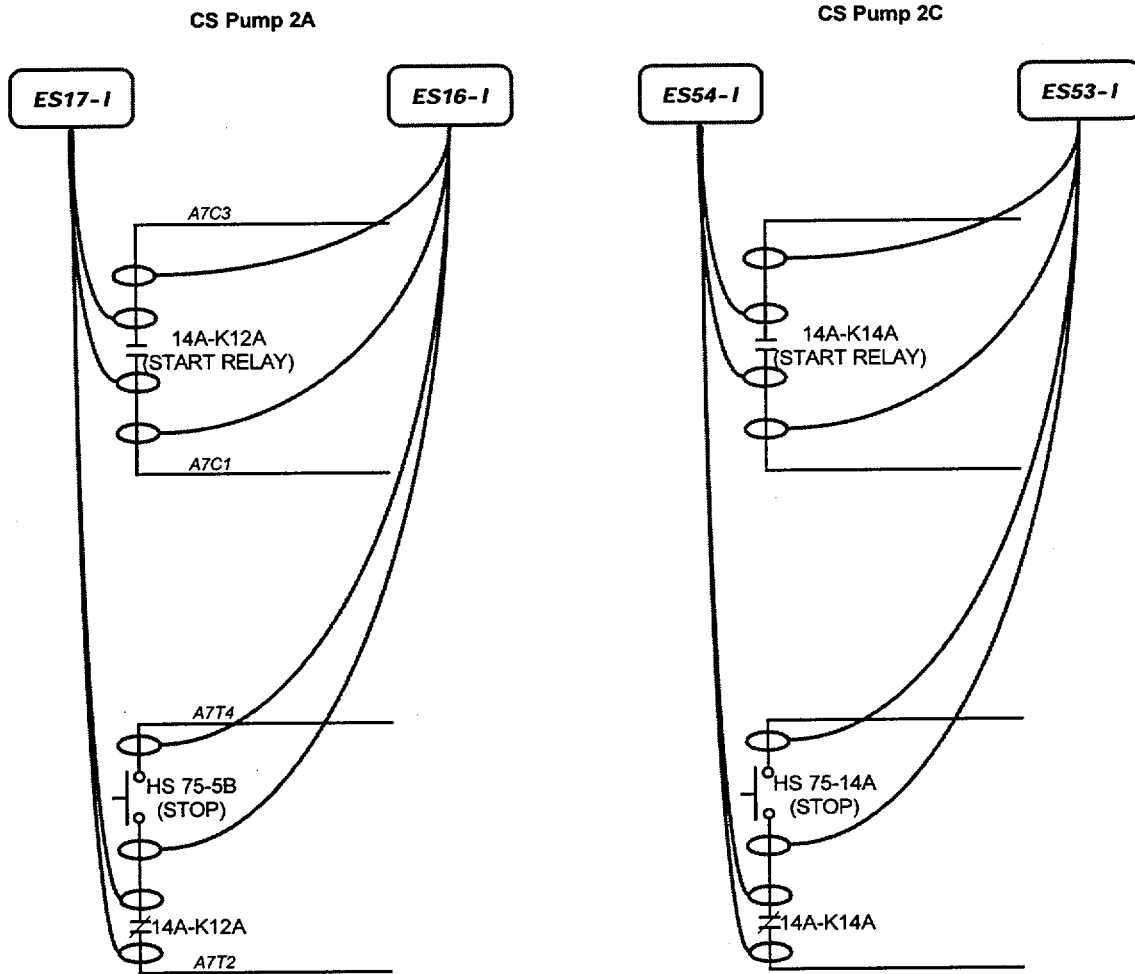 CS Pump 2A
ES17-I
ES16-I
A7C3
14A-K12A
(START RELAY)
A7C1
A7T4
HS 75-5B
(STOP)
14A-K12A
A7T2
CS Pump 2C
ES54-I
ES53-I
14A-K14A
(START RELAY)
HS 75-14A
(STOP)
14A-K14A